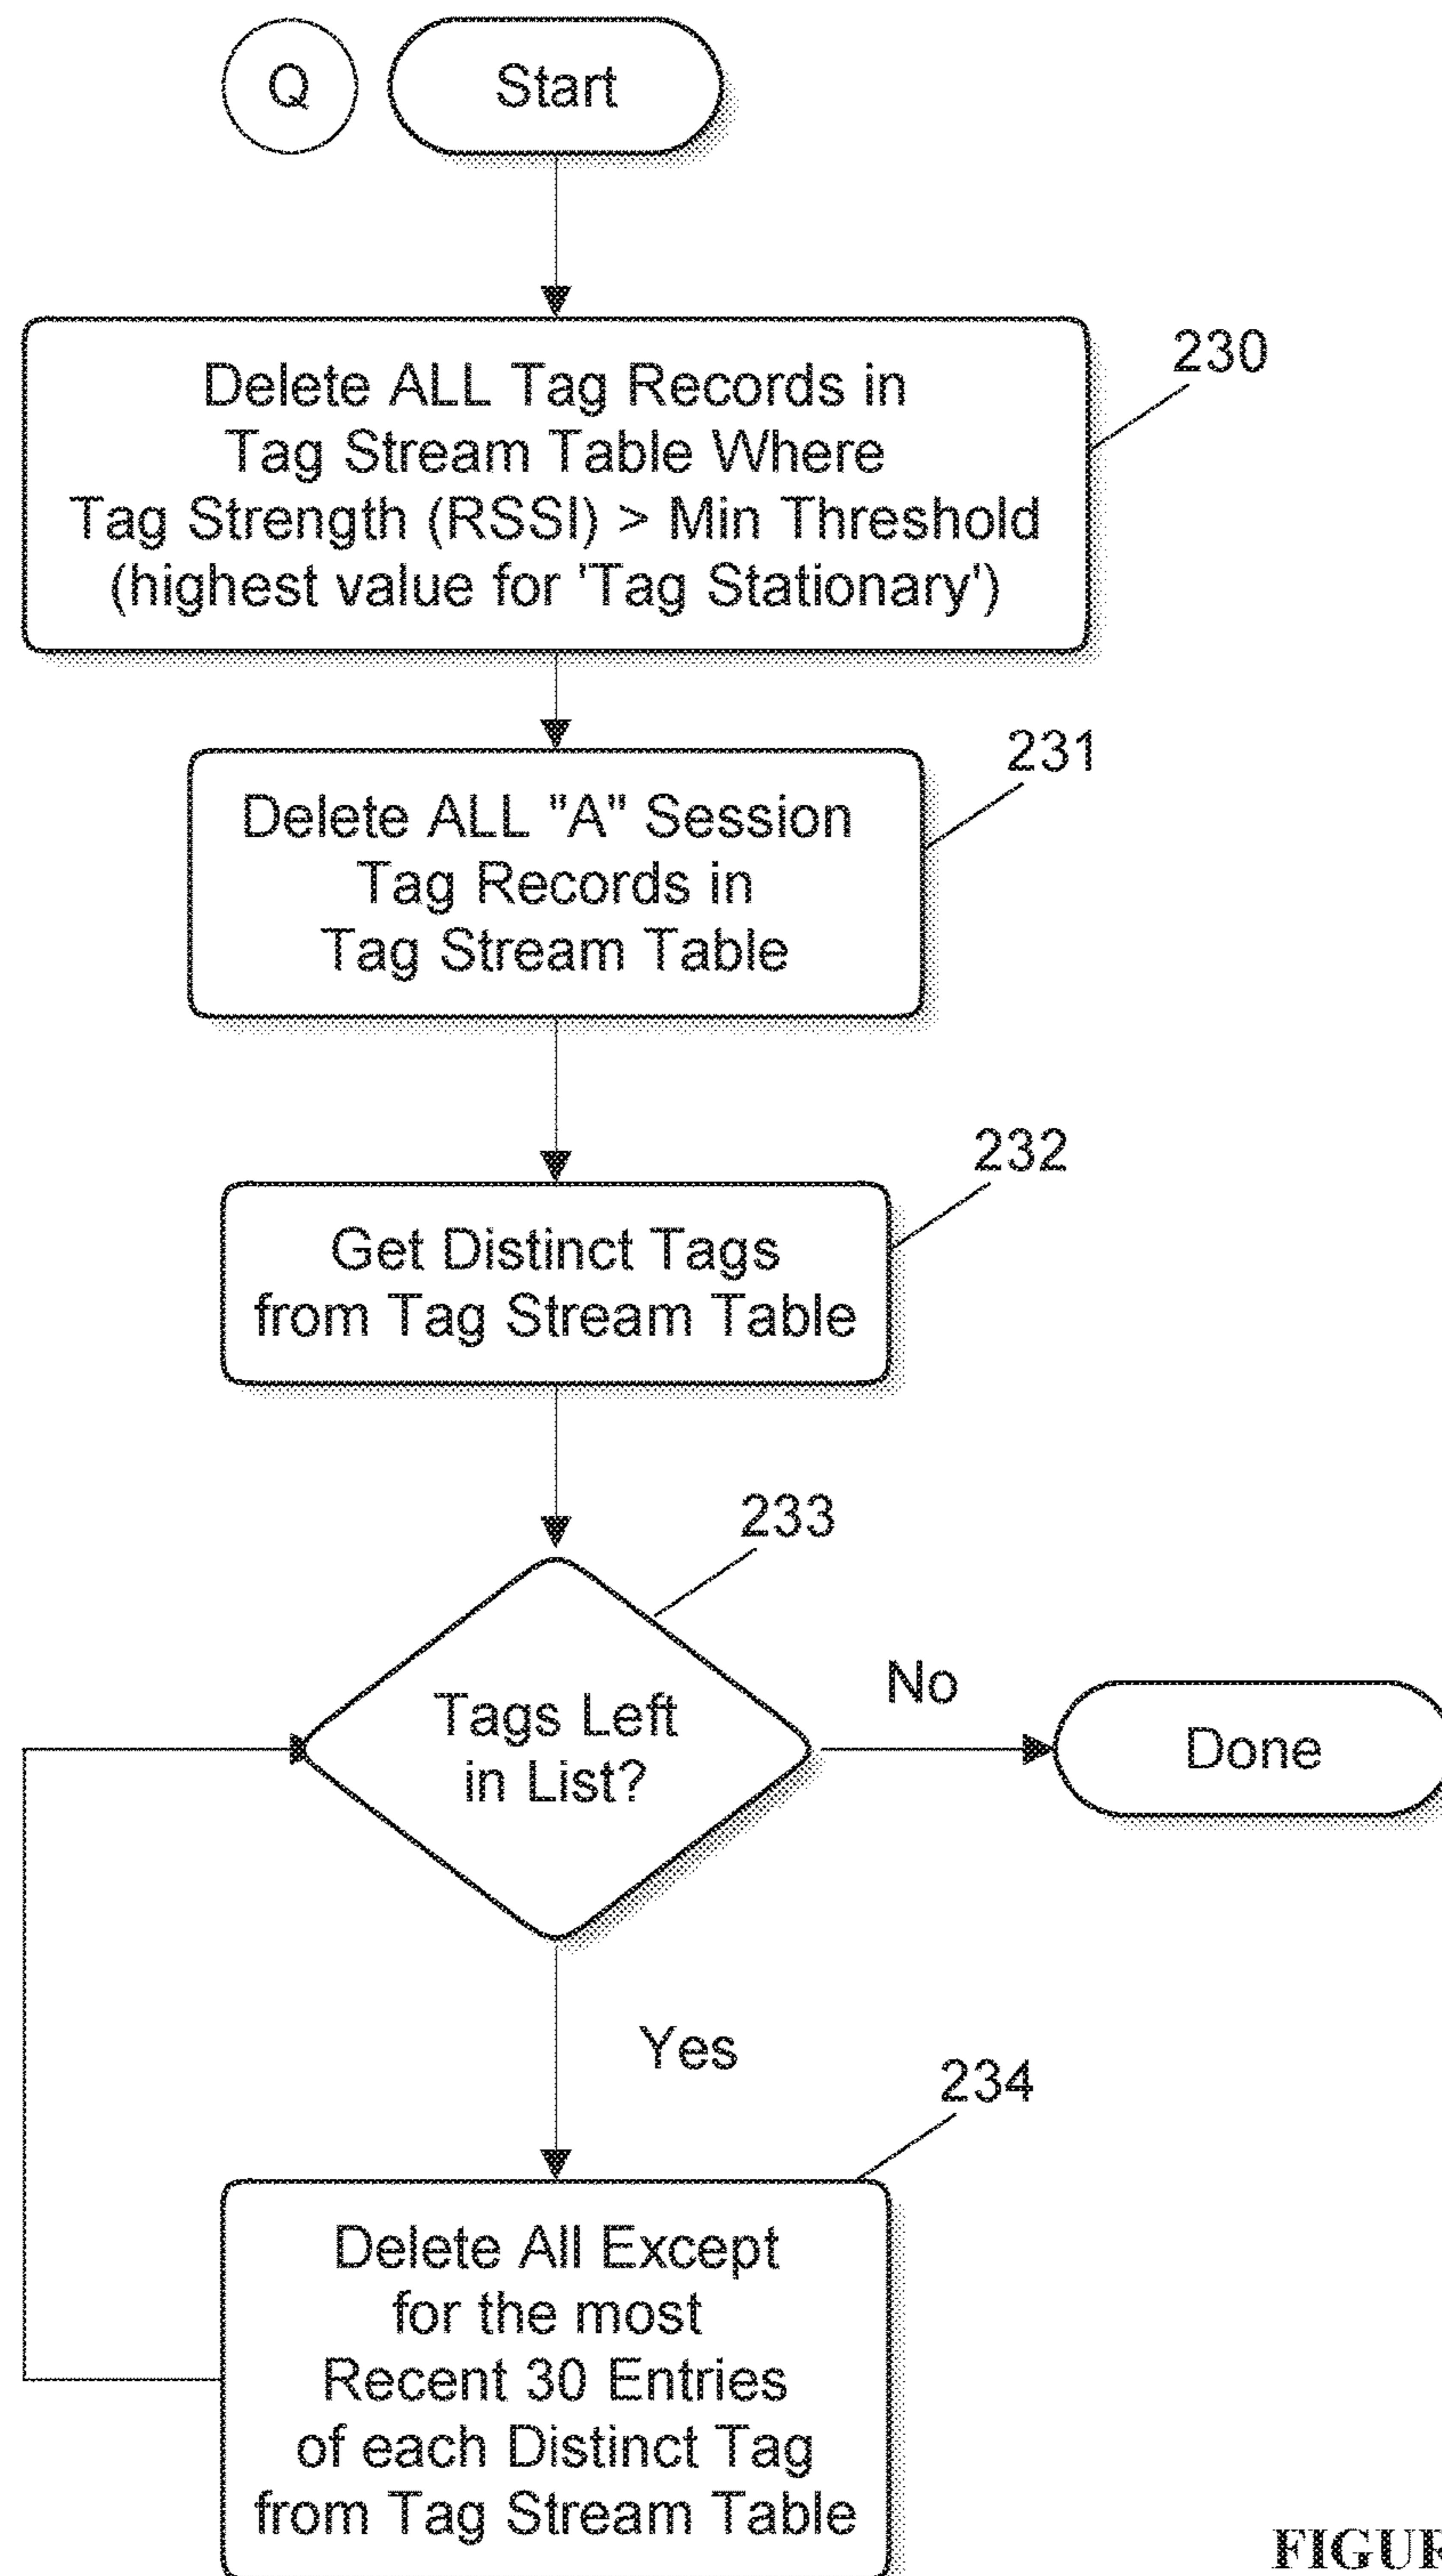 Q
Start
230
Delete ALL Tag Records in
Tag Stream Table Where
Tag Strength (RSSI) > Min Threshold
(highest value for 'Tag Stationary')
231
Delete ALL "A" Session
Tag Records in
Tag Stream Table
232
Get Distinct Tags
from Tag Stream Table
233
Tags Left
in List?
No
Done
Yes
234
Delete All Except
for the most
Recent 30 Entries
of each Distinct Tag
from Tag Stream Table